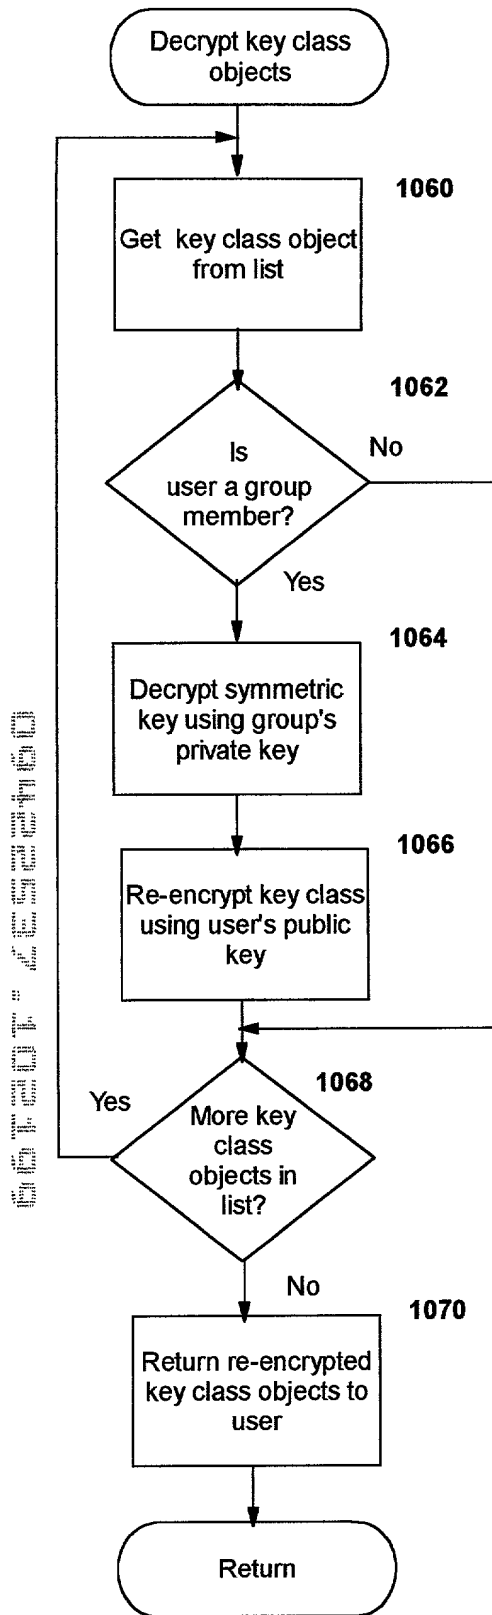 Decrypt key class
objects
1060
Get key class object
from list
1062
Is
user a group
member?
No
Yes
1064
Decrypt symmetric
key using group's
private key
1066
Re-encrypt key class
using user's public
key
1068
Yes
More key
class
objects in
list?
No
1070
Return re-encrypted
key class objects to
user
Return